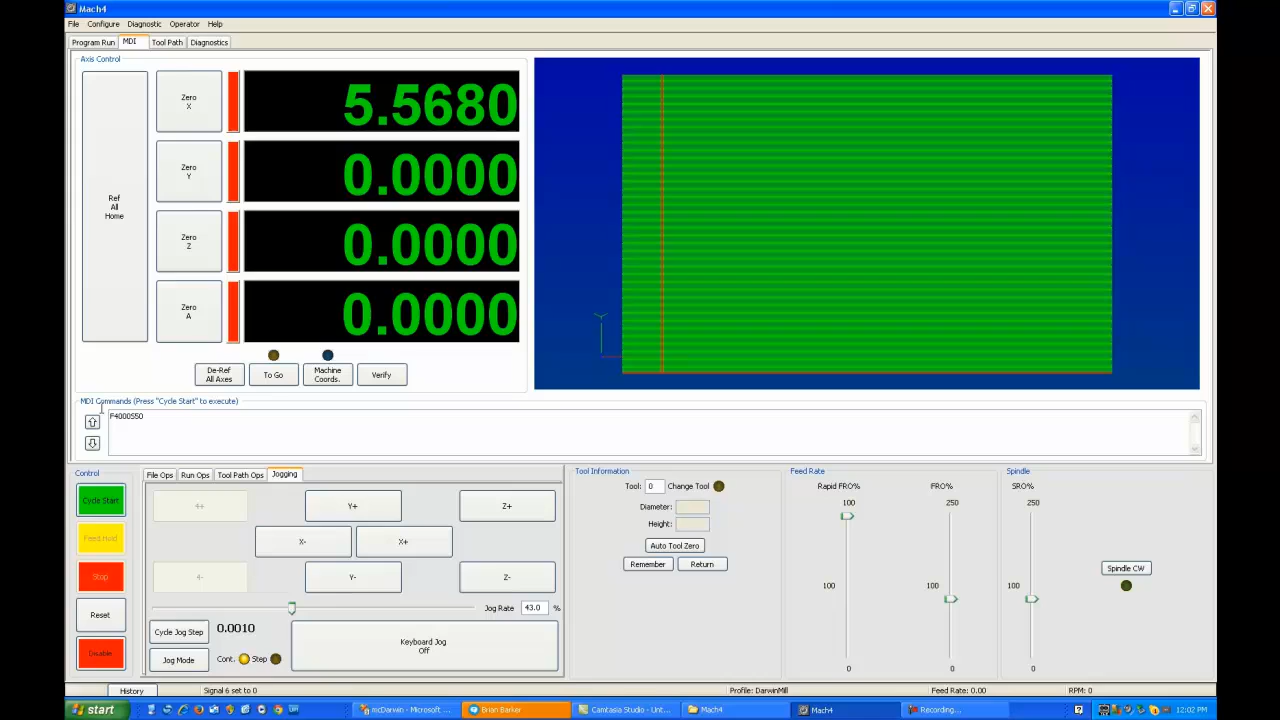 Mach4
File Configure Diagnostic Operator Help
Program Run MDI Tool Path Diagnostics
Axis Control
Ref
All
Home
Zero
X
5.5680
Zero
Y
0.0000
Zero
Z
0.0000
Zero
A
0.0000
De-Ref
All Axes
To Go
Machine
Coords.
Verify
MDI Commands (Press "Cycle Start" to execute)
F4000S50
Control
Cycle Start
Feed Hold
Stop
Reset
Disable
File Ops Run Ops Tool Path Ops Jogging
4+ Y+ Z+
X- X+
4- Y- Z-
Jog Rate 43.0 %
Cycle Jog Step 0.0010
Jog Mode Cont. Step
Keyboard Jog
Off
Tool Information
Tool: 0 Change Tool
Diameter:
Height:
Auto Tool Zero
Remember Return
Feed Rate
Rapid FRO% FRO%
100 250
100 100
0 0
Spindle
SRO%
250
100
0
Spindle CW
History Signal 6 set to 0 Profile: DarwinMill Feed Rate: 0.00 RPM: 0
start mcDarwin - Microsoft ... Brian Barker Camtasia Studio - Unt... Mach4 Mach4 Recording... 12:02 PM